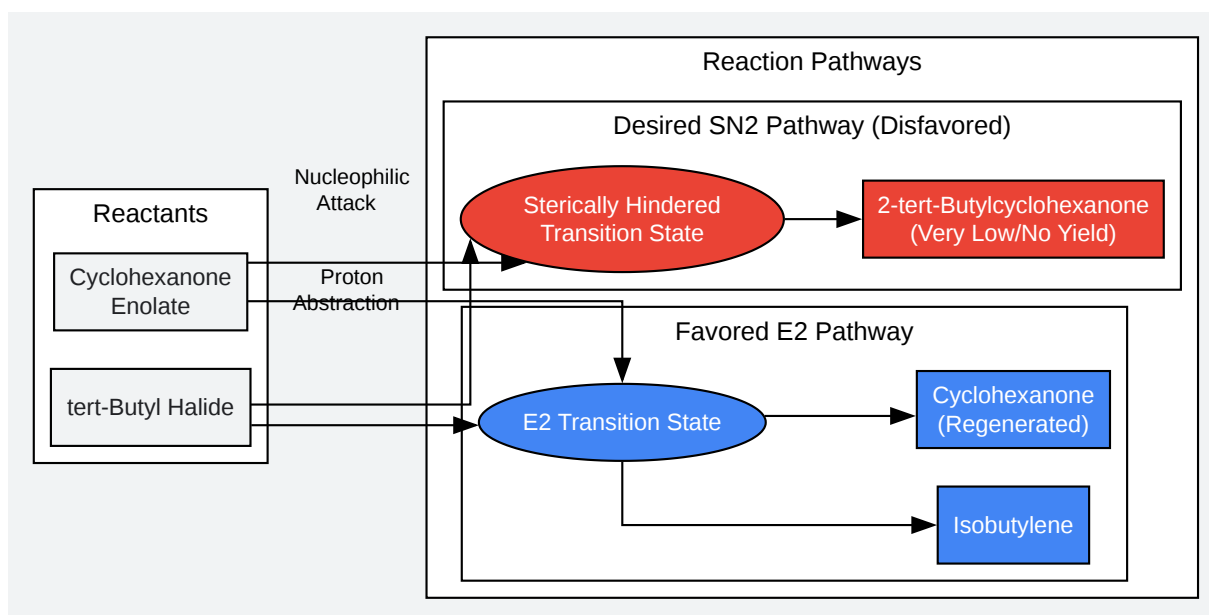 Reaction Pathways
Desired SN2 Pathway (Disfavored)
Nucleophilic
Attack
Sterically Hindered
Transition State
2-tert-Butylcyclohexanone
(Very Low/No Yield)
Reactants
Cyclohexanone
Enolate
Proton
Abstraction
Favored E2 Pathway
tert-Butyl Halide
E2 Transition State
Cyclohexanone
(Regenerated)
Isobutylene